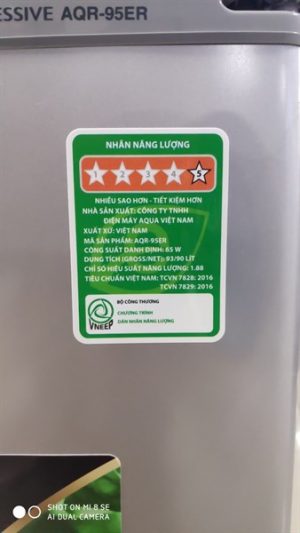 ESSIVE AQR-95ER
NHÃN NĂNG LƯỢNG
1 2 3 4 5
NHIỀU SAO HƠN - TIẾT KIỆM HƠN
NHÀ SẢN XUẤT: CÔNG TY TNHH
ĐIỆN MÁY AQUA VIỆT NAM
XUẤT XỨ: VIỆT NAM
MÃ SẢN PHẨM: AQR-95ER
CÔNG SUẤT DANH ĐỊNH: 65 W
DUNG TÍCH (GROSS/NET): 93/90 LÍT
CHỈ SỐ HIỆU SUẤT NĂNG LƯỢNG: 1.88
TIÊU CHUẨN VIỆT NAM: TCVN 7828: 2016
TCVN 7829: 2016
BỘ CÔNG THƯƠNG
CHƯƠNG TRÌNH
DÁN NHÃN NĂNG LƯỢNG
VNEEP
SHOT ON MI 8 SE
AI DUAL CAMERA